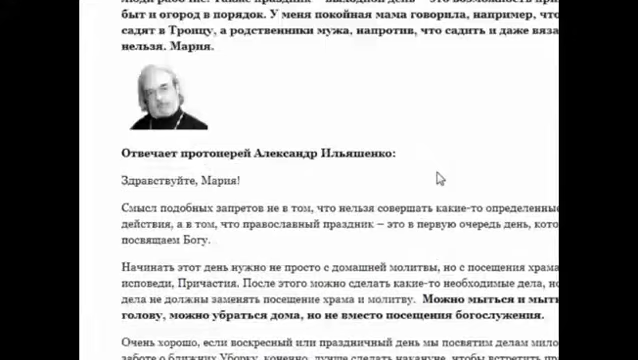 быт и огород в порядок. У меня покойная мама говорила, например, что
садят в Троицу, а родственники мужа, напротив, что садить и даже вяза
нельзя. Мария.
Отвечает протоиерей Александр Ильяшенко:
Здравствуйте, Мария!
Смысл подобных запретов не в том, что нельзя совершать какие-то определенные
действия, а в том, что православный праздник – это в первую очередь день, кото
посвящаем Богу.
Начинать этот день нужно не просто с домашней молитвы, но с посещения храма
исповеди, Причастия. После этого можно сделать какие-то необходимые дела, но
дела не должны заменять посещение храма и молитву. Можно мыться и мыть
голову, можно убраться дома, но не вместо посещения богослужения.
Очень хорошо, если воскресный или праздничный день мы посвятим делам мило
заботе о ближних. Уборку, конечно, лучше сделать накануне, чтобы встретить